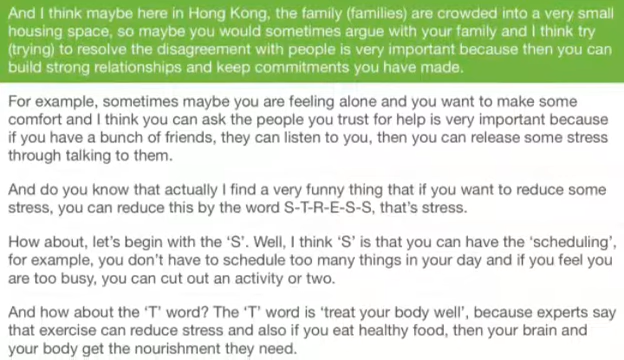 And I think maybe here in Hong Kong, the family (families) are crowded into a very small
housing space, so maybe you would sometimes argue with your family and I think try
(trying) to resolve the disagreement with people is very important because then you can
build strong relationships and keep commitments you have made.
For example, sometimes maybe you are feeling alone and you want to make some
comfort and I think you can ask the people you trust for help is very important because
if you have a bunch of friends, they can listen to you, then you can release some stress
through talking to them.
And do you know that actually I find a very funny thing that if you want to reduce some
stress, you can reduce this by the word S-T-R-E-S-S, that's stress.
How about, let's begin with the ‘S’. Well, I think ‘S’ is that you can have the ‘scheduling’,
for example, you don't have to schedule too many things in your day and if you feel you
are too busy, you can cut out an activity or two.
And how about the ‘T’ word? The ‘T’ word is ‘treat your body well’, because experts say
that exercise can reduce stress and also if you eat healthy food, then your brain and
your body get the nourishment they need.